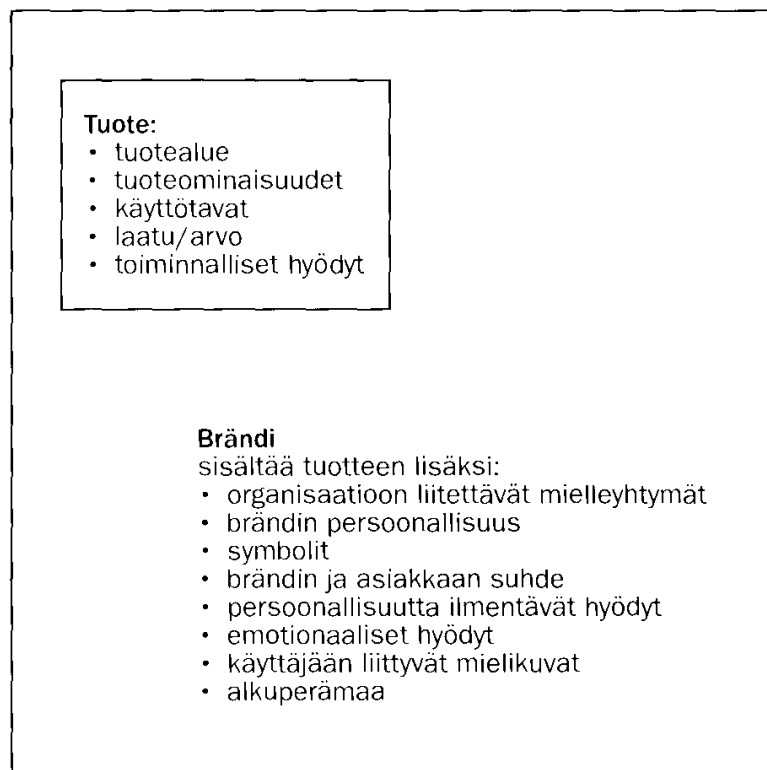 Tuote:
• tuotealue
• tuoteominaisuudet
• käyttötavat
• laatu/arvo
• toiminnalliset hyödyt
Brändi
sisältää tuotteen lisäksi:
• organisaatioon liitettävät mielleyhtymät
• brändin persoonallisuus
• symbolit
• brändin ja asiakkaan suhde
• persoonallisuutta ilmentävät hyödyt
• emotionaaliset hyödyt
• käyttäjään liittyvät mielikuvat
• alkuperämaa